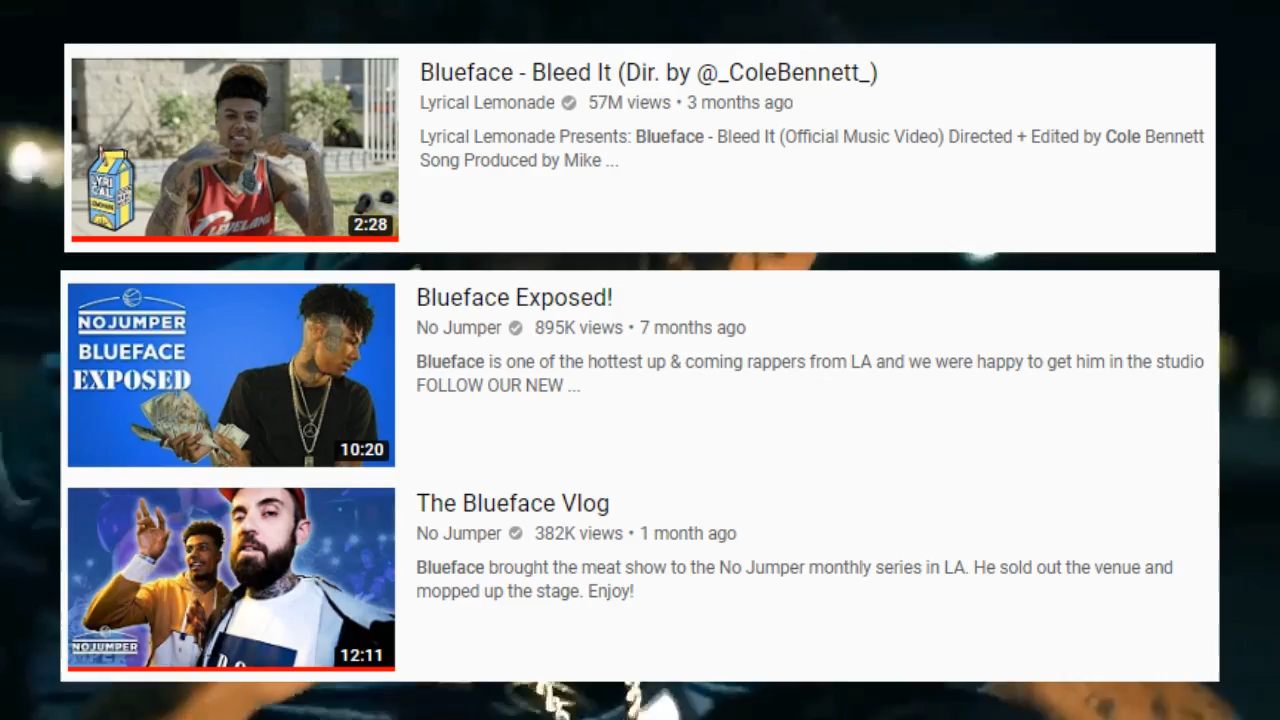 Blueface - Bleed It (Dir. by @_ColeBennett_)
Lyrical Lemonade 57M views • 3 months ago
Lyrical Lemonade Presents: Blueface - Bleed It (Official Music Video) Directed + Edited by Cole Bennett
Song Produced by Mike ...
LYRI
CAL
LEMONADE
CLEVELAND
2:28
NOJUMPER
BLUEFACE
EXPOSED
10:20
Blueface Exposed!
No Jumper 895K views • 7 months ago
Blueface is one of the hottest up & coming rappers from LA and we were happy to get him in the studio
FOLLOW OUR NEW ...
NOJUMPER
12:11
The Blueface Vlog
No Jumper 382K views • 1 month ago
Blueface brought the meat show to the No Jumper monthly series in LA. He sold out the venue and
mopped up the stage. Enjoy!